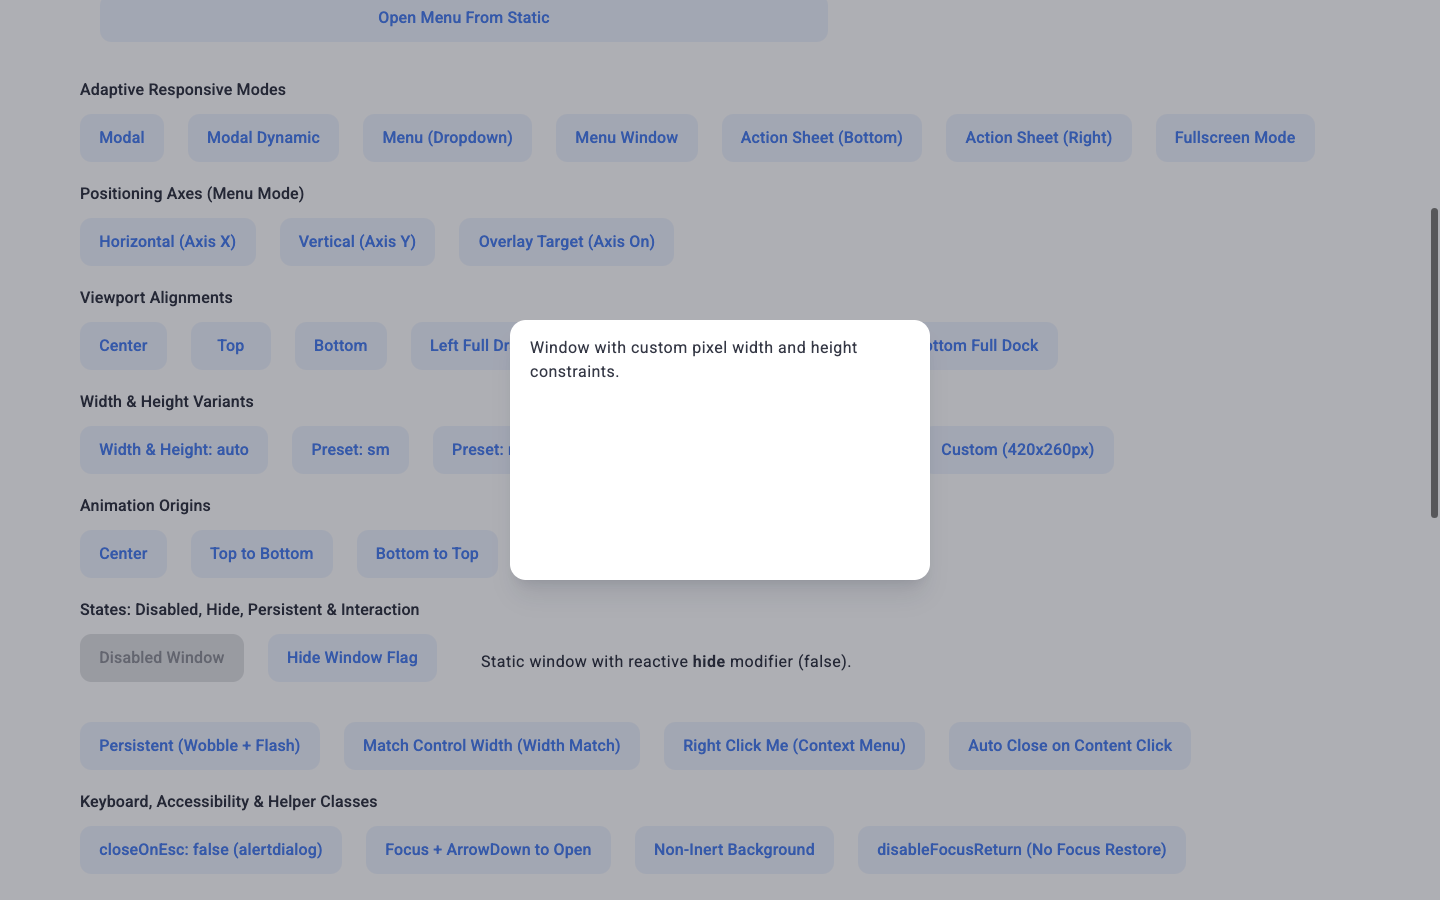 Open Menu From Static
Adaptive Responsive Modes
Modal
Modal Dynamic
Menu (Dropdown)
Menu Window
Action Sheet (Bottom)
Action Sheet (Right)
Fullscreen Mode
Positioning Axes (Menu Mode)
Horizontal (Axis X)
Vertical (Axis Y)
Overlay Target (Axis On)
Viewport Alignments
Center
Top
Bottom
Left Full
Full Dock
Window with custom pixel width and height
constraints.
Width & Height Variants
Width & Height: auto
Preset: sm
Preset:
Custom (420x260px)
Animation Origins
Center
Top to Bottom
Bottom to Top
States: Disabled, Hide, Persistent & Interaction
Disabled Window
Hide Window Flag
Static window with reactive hide modifier (false).
Persistent (Wobble + Flash)
Match Control Width (Width Match)
Right Click Me (Context Menu)
Auto Close on Content Click
Keyboard, Accessibility & Helper Classes
closeOnEsc: false (alertdialog)
Focus + ArrowDown to Open
Non-Inert Background
disableFocusReturn (No Focus Restore)